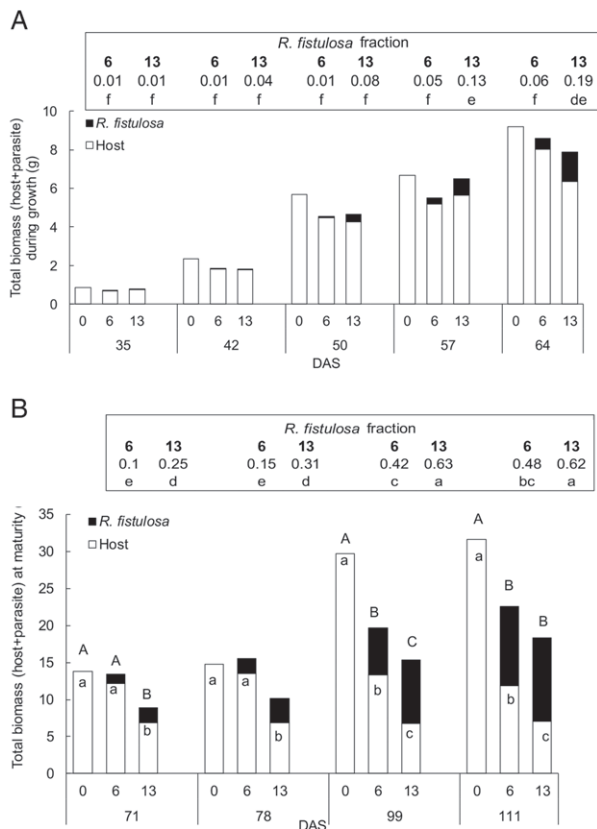 A
R. fistulosa fraction
6 13 6 13 6 13 6 13 6 13
0.01 0.01 0.01 0.04 0.01 0.08 0.05 0.13 0.06 0.19
f f f f f f f e f de
10
8
6
4
2
0
Total biomass (host+parasite)
during growth (g)
R. fistulosa
Host
0 6 13 0 6 13 0 6 13 0 6 13 0 6 13
35 42 50 57 64
DAS
B
R. fistulosa fraction
6 13 6 13 6 13 6 13
0.1 0.25 0.15 0.31 0.42 0.63 0.48 0.62
e d e d c a bc a
35
30
25
20
15
10
5
0
Total biomass (host+parasite) at maturity (
R. fistulosa
Host
A A B A B C A B B
a a b a a b a b c a b c
0 6 13 0 6 13 0 6 13 0 6 13
71 78 99 111
DAS